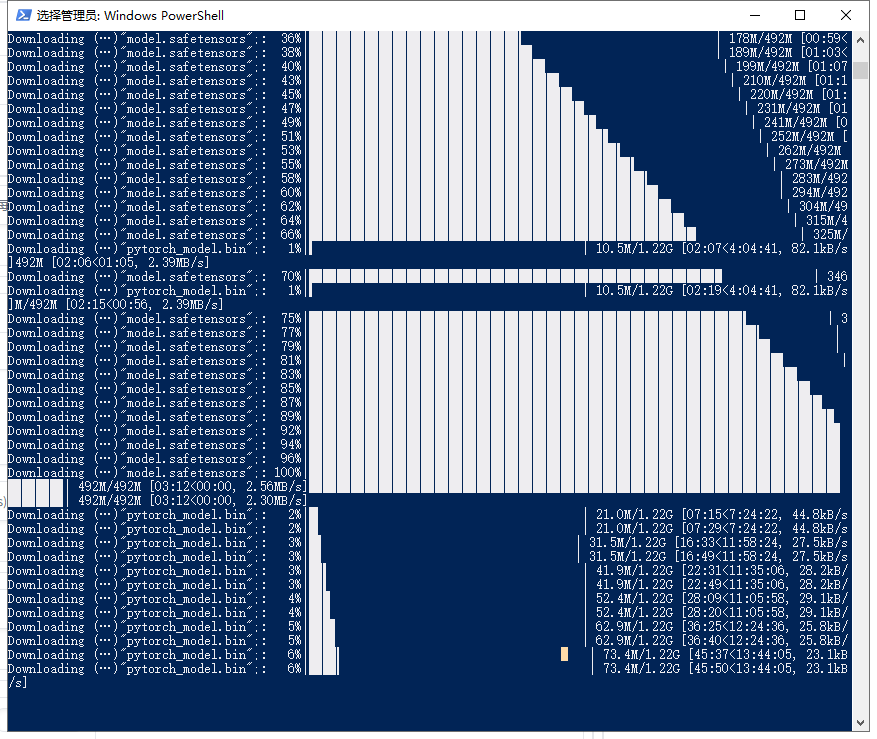 选择管理员: Windows PowerShell
Downloading (…)"model.safetensors";: 36%| | 178M/492M [00:59<
Downloading (…)"model.safetensors";: 38%| | 189M/492M [01:03<
Downloading (…)"model.safetensors";: 40%| | 199M/492M [01:07
Downloading (…)"model.safetensors";: 43%| | 210M/492M [01:1
Downloading (…)"model.safetensors";: 45%| | 220M/492M [01:
Downloading (…)"model.safetensors";: 47%| | 231M/492M [01
Downloading (…)"model.safetensors";: 49%| | 241M/492M [0
Downloading (…)"model.safetensors";: 51%| | 252M/492M [
Downloading (…)"model.safetensors";: 53%| | 262M/492M
Downloading (…)"model.safetensors";: 55%| | 273M/492M
Downloading (…)"model.safetensors";: 58%| | 283M/492
Downloading (…)"model.safetensors";: 60%| | 294M/492
Downloading (…)"model.safetensors";: 62%| | 304M/49
Downloading (…)"model.safetensors";: 64%| | 315M/4
Downloading (…)"model.safetensors";: 66%| | 325M/
Downloading (…)"pytorch_model.bin";: 1%| | 10.5M/1.22G [02:07<4:04:41, 82.1kB/s
]492M [02:06<01:05, 2.39MB/s]
Downloading (…)"model.safetensors";: 70%| | 346
Downloading (…)"pytorch_model.bin";: 1%| | 10.5M/1.22G [02:19<4:04:41, 82.1kB/s
]M/492M [02:15<00:56, 2.39MB/s]
Downloading (…)"model.safetensors";: 75%| | 3
Downloading (…)"model.safetensors";: 77%| |
Downloading (…)"model.safetensors";: 79%| |
Downloading (…)"model.safetensors";: 81%| |
Downloading (…)"model.safetensors";: 83%|
Downloading (…)"model.safetensors";: 85%|
Downloading (…)"model.safetensors";: 87%|
Downloading (…)"model.safetensors";: 89%|
Downloading (…)"model.safetensors";: 92%|
Downloading (…)"model.safetensors";: 94%|
Downloading (…)"model.safetensors";: 96%|
Downloading (…)"model.safetensors";: 100%|
| 492M/492M [03:12<00:00, 2.56MB/s]
| 492M/492M [03:12<00:00, 2.30MB/s]
Downloading (…)"pytorch_model.bin";: 2%| | 21.0M/1.22G [07:15<7:24:22, 44.8kB/s
Downloading (…)"pytorch_model.bin";: 2%| | 21.0M/1.22G [07:29<7:24:22, 44.8kB/s
Downloading (…)"pytorch_model.bin";: 3%| | 31.5M/1.22G [16:33<11:58:24, 27.5kB/s
Downloading (…)"pytorch_model.bin";: 3%| | 31.5M/1.22G [16:49<11:58:24, 27.5kB/s
Downloading (…)"pytorch_model.bin";: 3%| | 41.9M/1.22G [22:31<11:35:06, 28.2kB/
Downloading (…)"pytorch_model.bin";: 3%| | 41.9M/1.22G [22:49<11:35:06, 28.2kB/
Downloading (…)"pytorch_model.bin";: 4%| | 52.4M/1.22G [28:09<11:05:58, 29.1kB/
Downloading (…)"pytorch_model.bin";: 4%| | 52.4M/1.22G [28:20<11:05:58, 29.1kB/
Downloading (…)"pytorch_model.bin";: 5%| | 62.9M/1.22G [36:25<12:24:36, 25.8kB/
Downloading (…)"pytorch_model.bin";: 5%| | 62.9M/1.22G [36:40<12:24:36, 25.8kB/
Downloading (…)"pytorch_model.bin";: 6%| | 73.4M/1.22G [45:37<13:44:05, 23.1kB
Downloading (…)"pytorch_model.bin";: 6%| | 73.4M/1.22G [45:50<13:44:05, 23.1kB
/s]